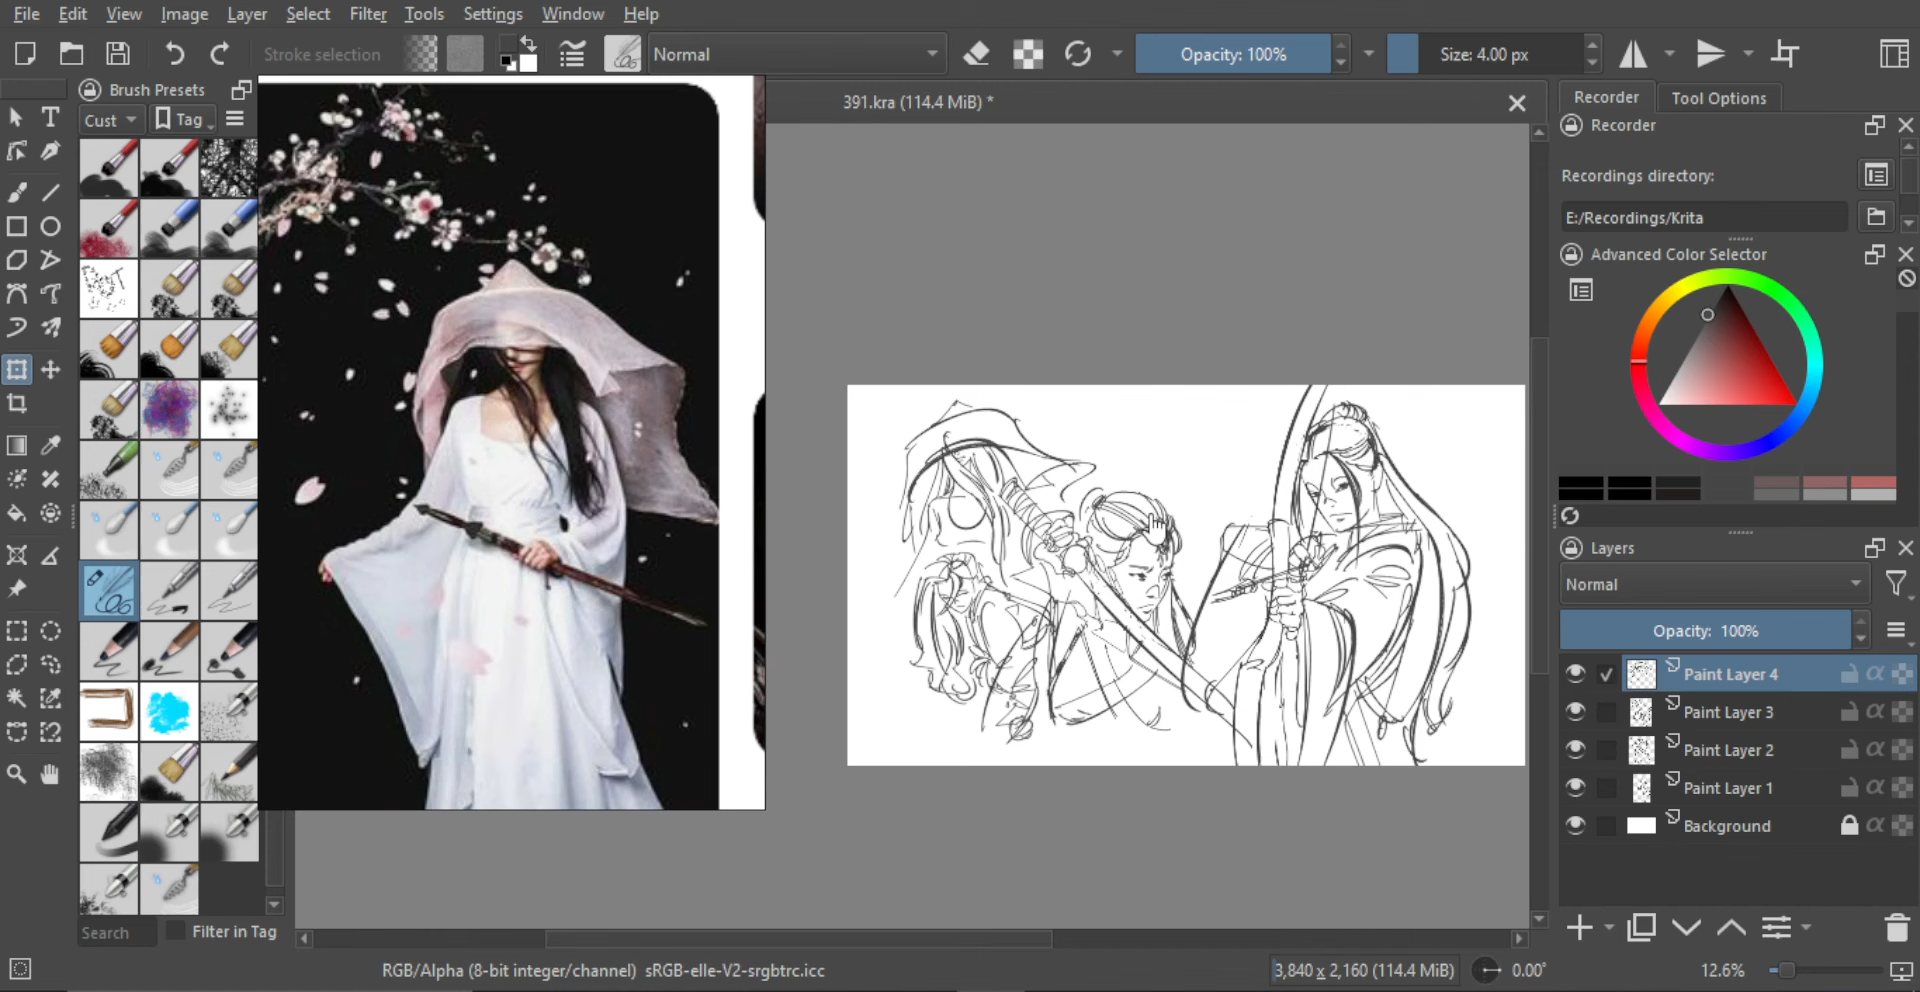 File Edit View Image Layer Select Filter Tools Settings Window Help
Stroke selection Normal Opacity: 100% Size: 4.00 px
Brush Presets
Cust Tag
391.kra (114.4 MiB) *
Recorder Tool Options
Recorder
Recordings directory:
E:/Recordings/Krita
Advanced Color Selector
Layers
Normal
Opacity: 100%
Paint Layer 4
Paint Layer 3
Paint Layer 2
Paint Layer 1
Background
Search Filter in Tag
RGB/Alpha (8-bit integer/channel) sRGB-elle-V2-srgbtrc.icc 3,840 x 2,160 (114.4 MiB) 0.00° 12.6%